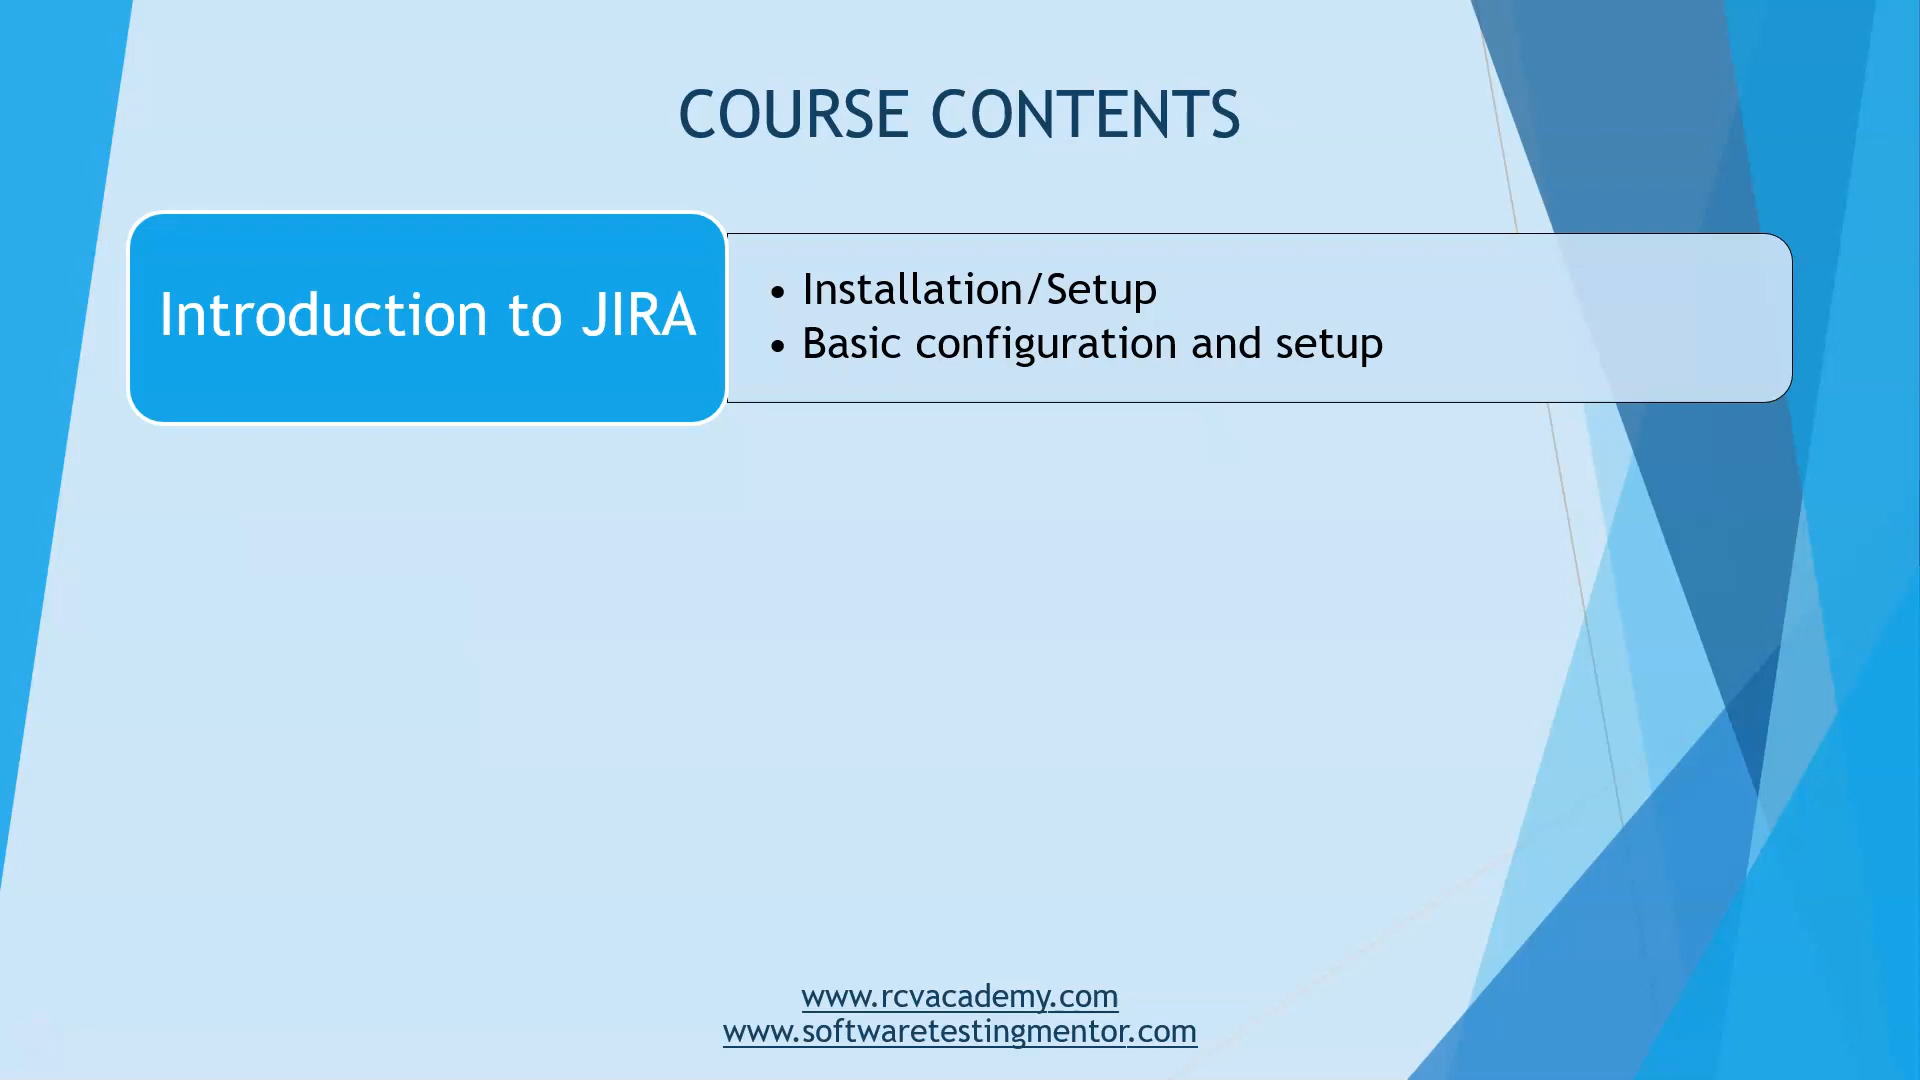 COURSE CONTENTS
Introduction to JIRA
• Installation/Setup
• Basic configuration and setup
www.rcvacademy.com
www.softwaretestingmentor.com